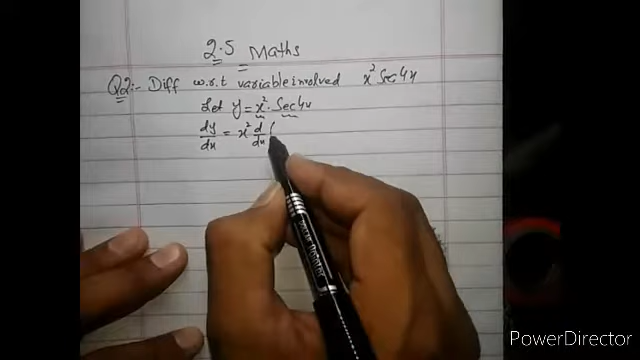 2.5 Maths
Q2:- Diff w.r.t variable involved x² Sec4x
Let y = x². Sec4x
dy/dx = x² d/dx (
PowerDirector